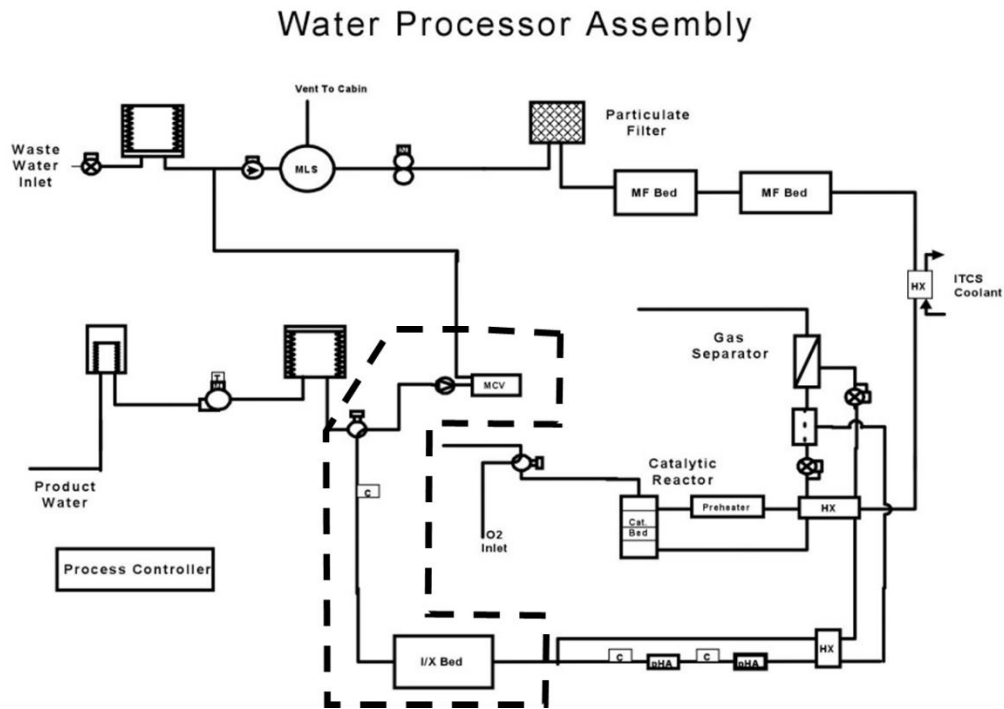 Water Processor Assembly
Vent To Cabin
Waste
Water
Inlet
MLS
Particulate
Filter
MF Bed
MF Bed
HX
ITCS
Coolant
Gas
Separator
T
MCV
Product
Water
C
O2
Inlet
Catalytic
Reactor
Cat.
Bed
Preheater
HX
Process Controller
I/X Bed
C
pHA
C
pHA
HX